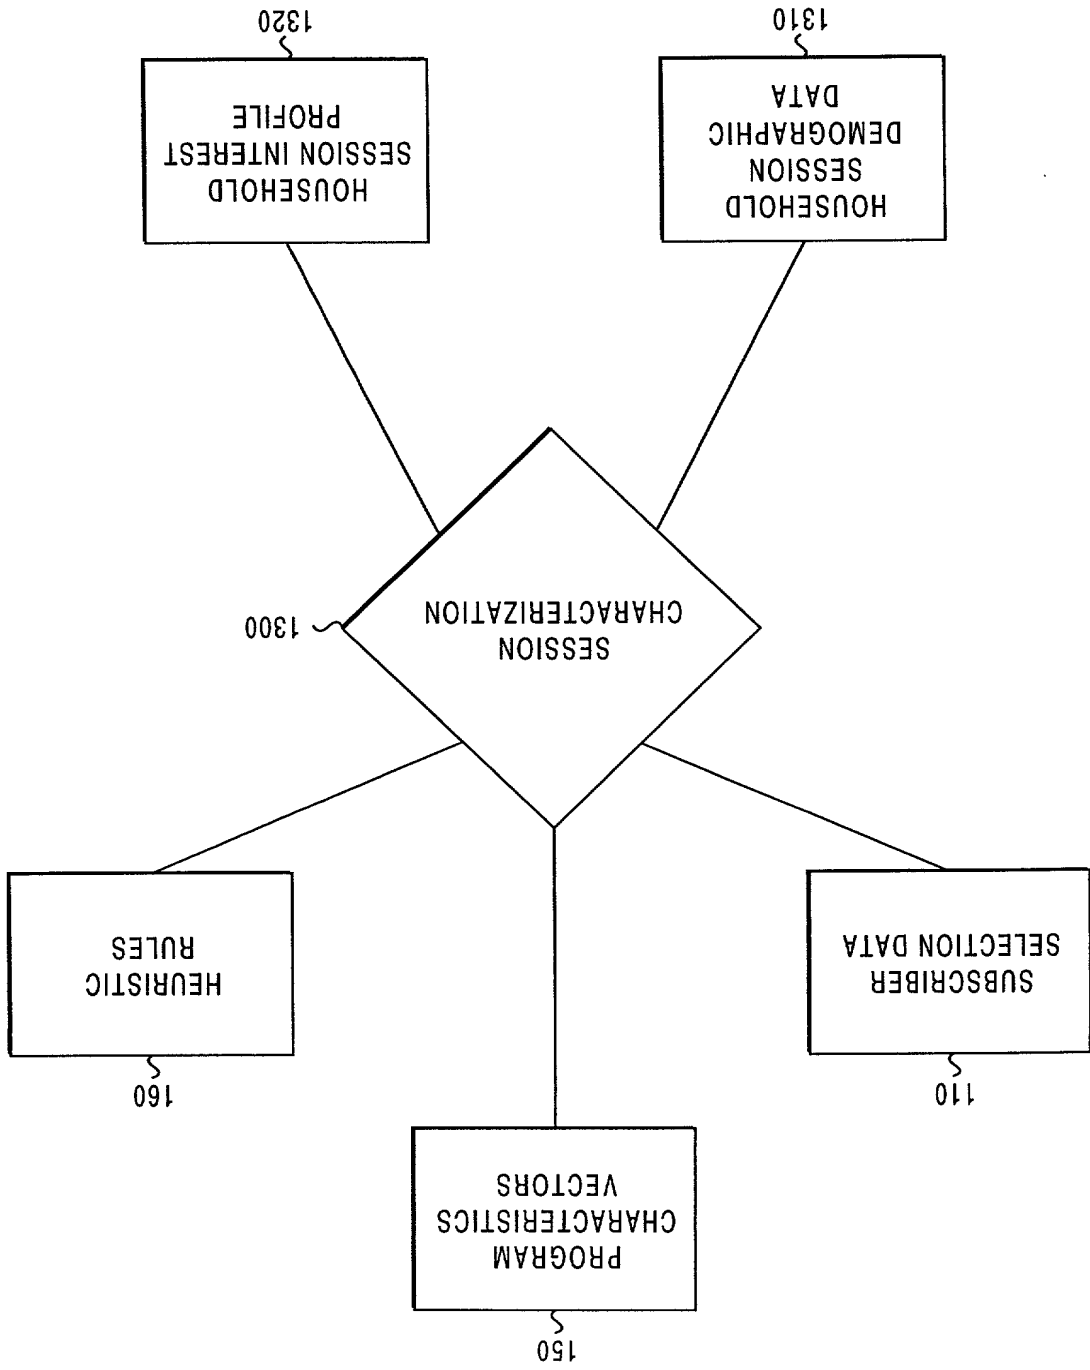 150
PROGRAM
CHARACTERISTICS
VECTORS
110
SUBSCRIBER
SELECTION DATA
160
HEURISTIC
RULES
SESSION
CHARACTERIZATION
1300
HOUSEHOLD
SESSION
DEMOGRAPHIC
DATA
1310
HOUSEHOLD
SESSION INTEREST
PROFILE
1320